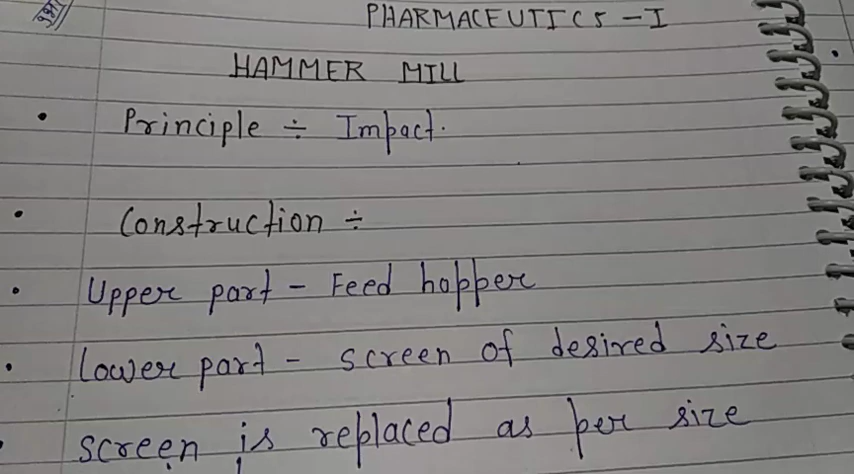 PHARMACEUTICS - I
HAMMER MILL
• Principle ÷ Impact.
• Construction ÷
• Upper part - Feed hopper
• Lower part - screen of desired size
• screen is replaced as per size